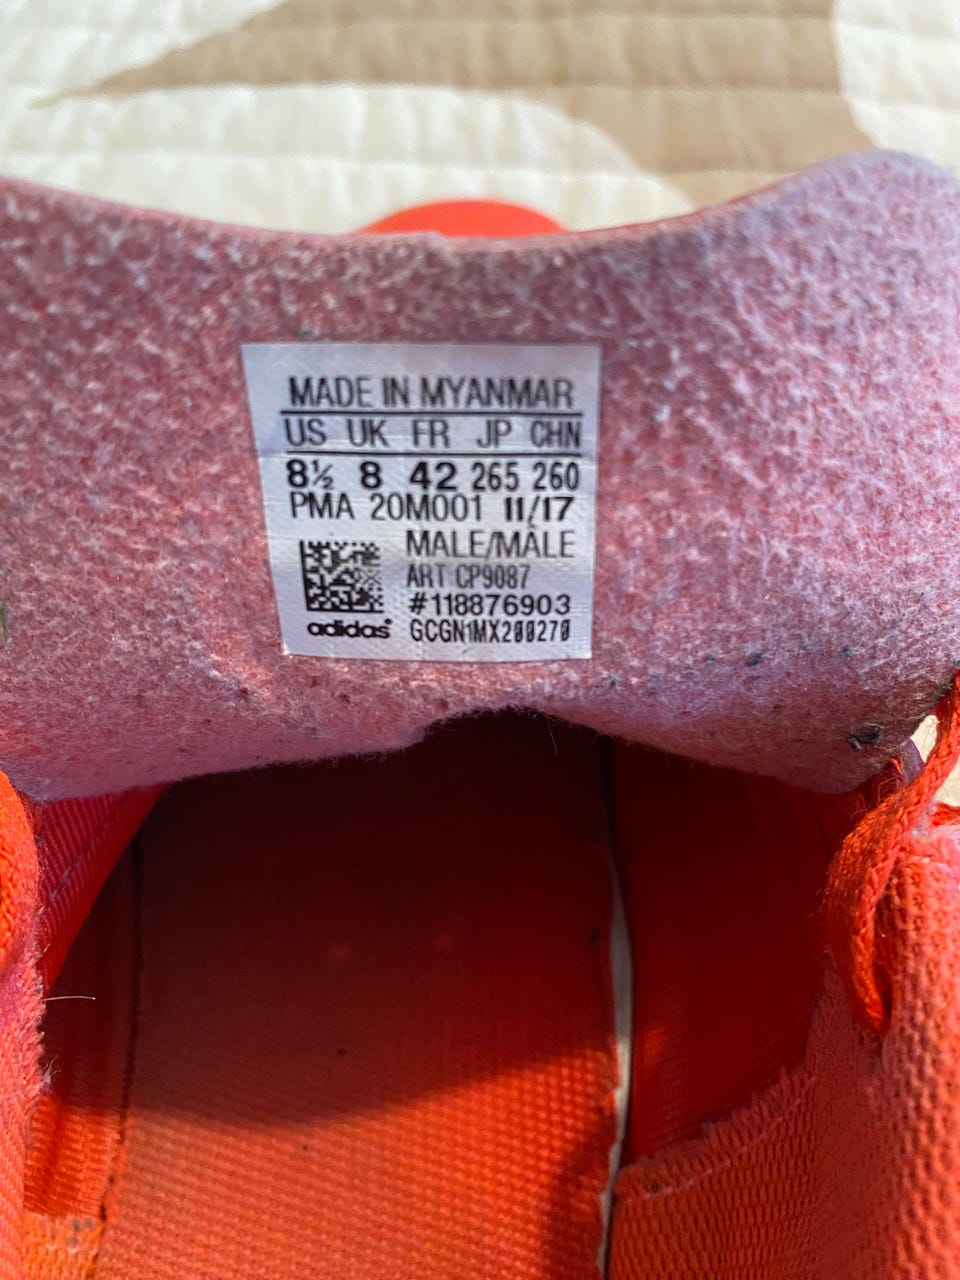 MADE IN MYANMAR
US UK FR JP CHN
8½ 8 42 265 260
PMA 20M001 11/17
MALE/MÂLE
ART CP9087
#118876903
adidas® GCGN1MX200270